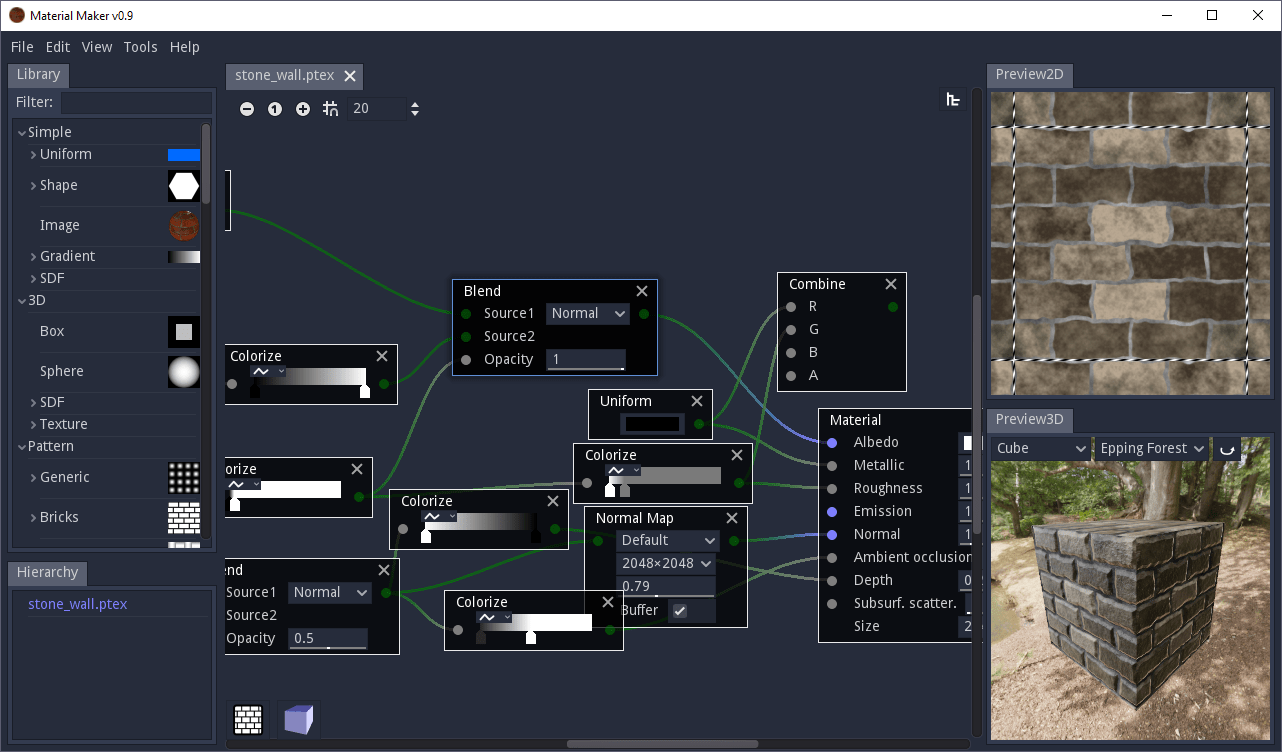 Material Maker v0.9
File Edit View Tools Help
Library
Filter:
Simple
Uniform
Shape
Image
Gradient
SDF
3D
Box
Sphere
SDF
Texture
Pattern
Generic
Bricks
Hierarchy
stone_wall.ptex
stone_wall.ptex
1 20
Blend
Source1 Normal
Source2
Opacity 1
Combine
R
G
B
A
Colorize
Uniform
Colorize
orize
Colorize
Normal Map
Default
2048×2048
0.79
Buffer
end
Source1 Normal
Source2
Opacity 0.5
Colorize
Material
Albedo
Metallic 1
Roughness 1
Emission 1
Normal 1
Ambient occlusion
Depth 0
Subsurf. scatter.
Size 2
Preview2D
Preview3D
Cube Epping Forest